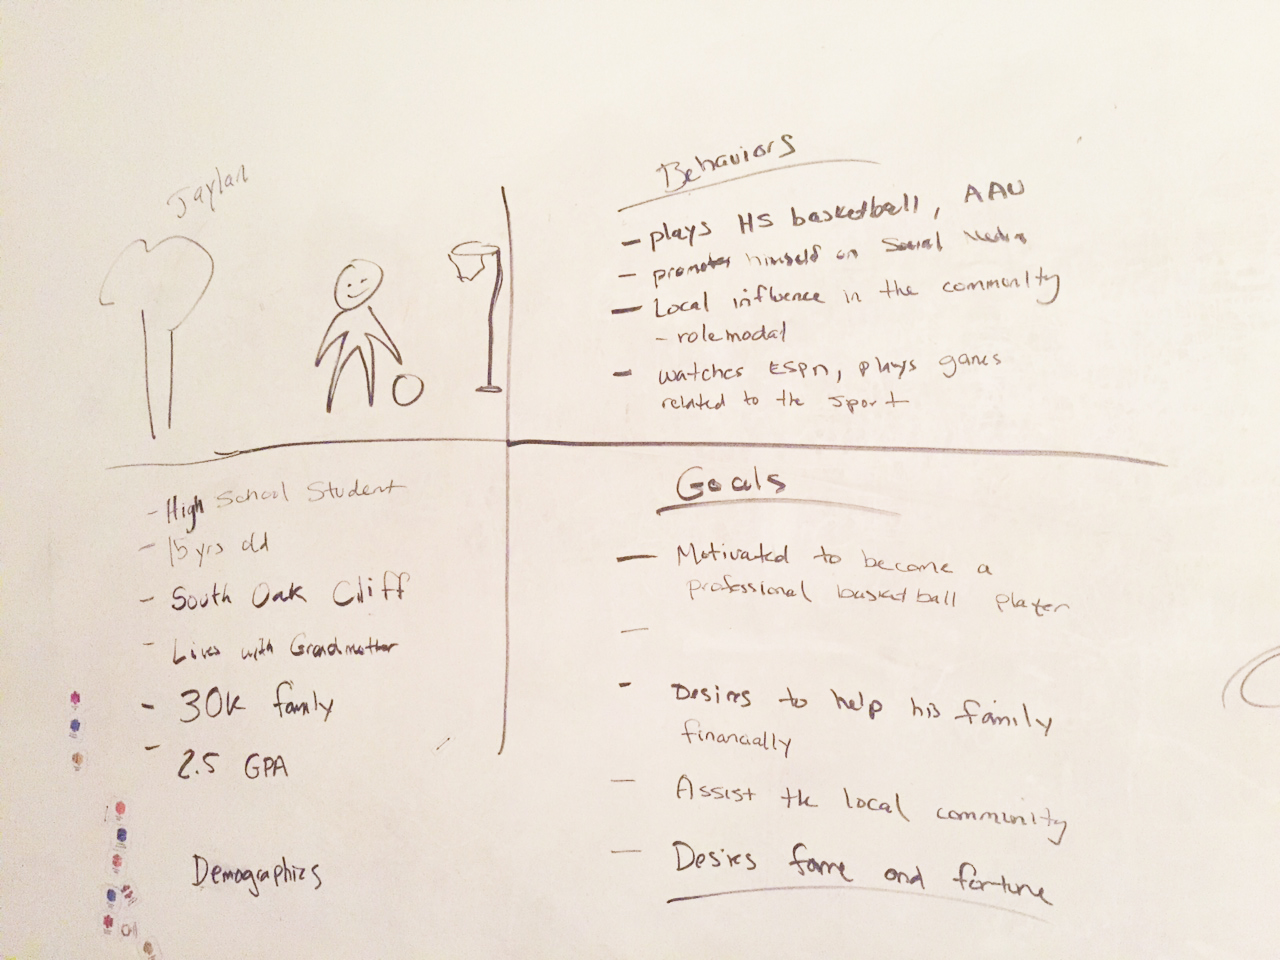 Jaylan
Behaviors
- plays HS basketball, AAU
- promotes himself on Social Media
- Local influence in the community
- role modal
- watches ESPN, plays games
related to the sport
- High School Student
- 15 yrs old
- South Oak Cliff
- Lives with Grandmother
- 30K family
- 2.5 GPA
Demographics
Goals
- Motivated to become a
professional basketball player
-
- Desires to help his family
financially
- Assist the local community
- Desires fame and fortune